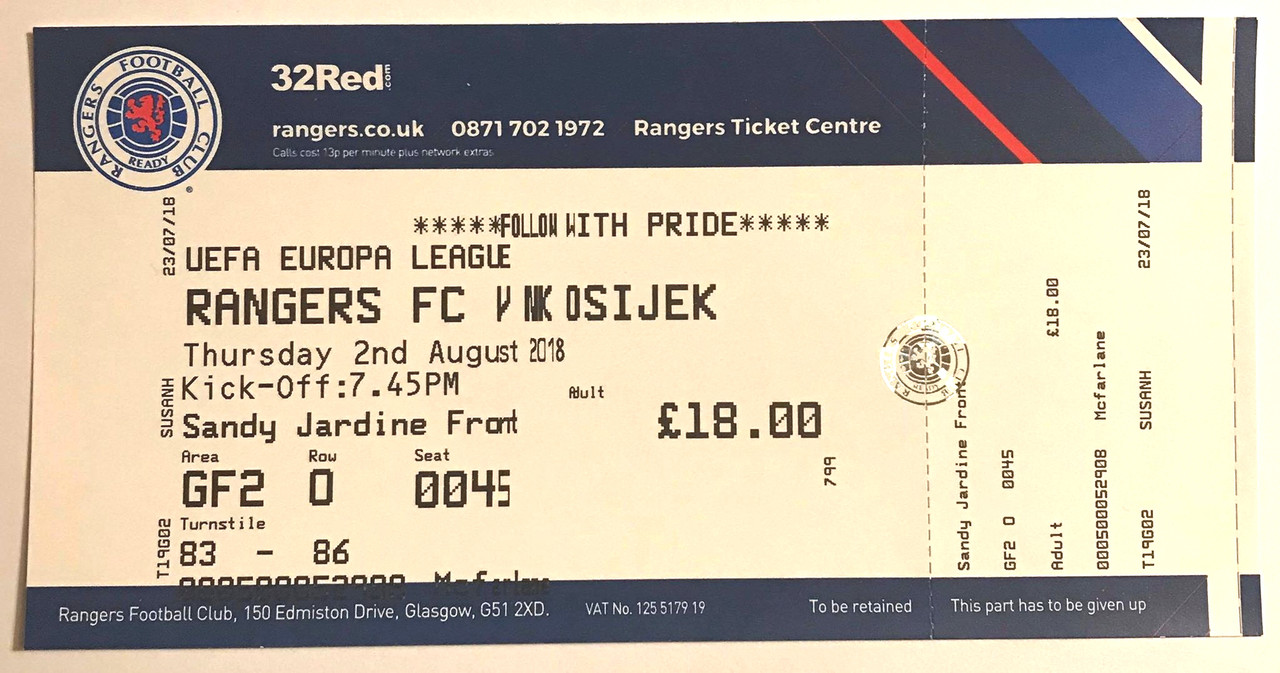 RANGERS FOOTBALL CLUB
READY
32Red.com
rangers.co.uk 0871 702 1972 Rangers Ticket Centre
Calls cost 13p per minute plus network extras
*****FOLLOW WITH PRIDE*****
UEFA EUROPA LEAGUE
RANGERS FC V NK OSIJEK
Thursday 2nd August 2018
Kick-Off:7.45PM Adult
Sandy Jardine Front £18.00
Area Row Seat
GF2 O 0045
Turnstile
83 - 86
000500052908 Mcfarlane
23/07/18
SUSANH
T19G02
799
Sandy Jardine Front
GF2 O 0045
Adult £18.00
000500052908 Mcfarlane
T19G02 SUSANH 23/07/18
Rangers Football Club, 150 Edmiston Drive, Glasgow, G51 2XD. VAT No. 125 5179 19 To be retained This part has to be given up